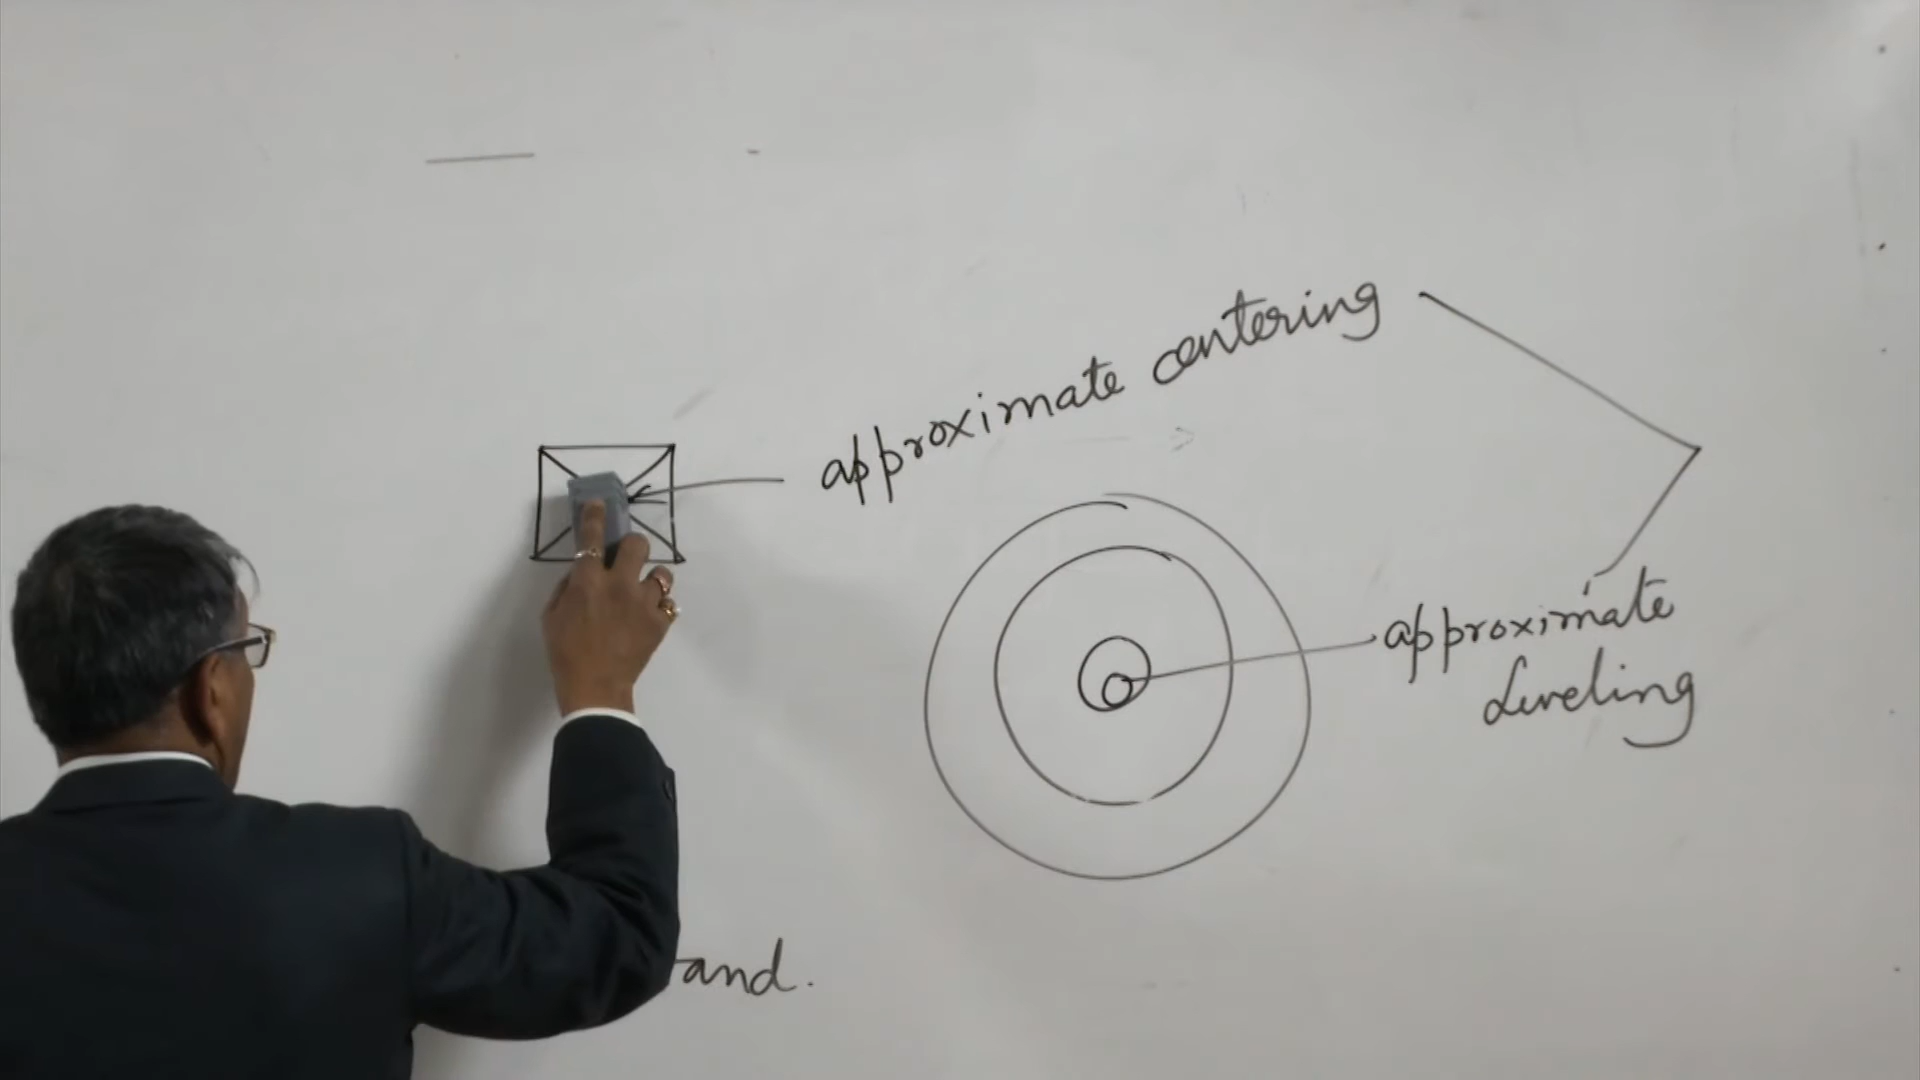 approximate centering
approximate
Leveling
and.